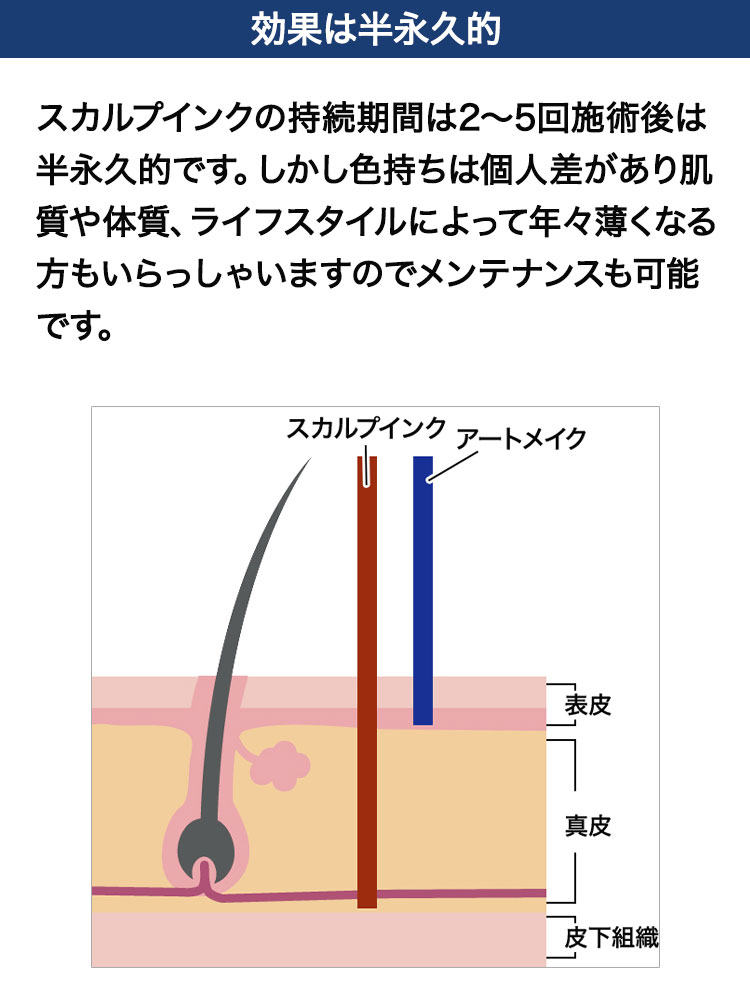 効果は半永久的
スカルプインクの持続期間は2〜5回施術後は
半永久的です。しかし色持ちは個人差があり肌
質や体質、ライフスタイルによって年々薄くなる
方もいらっしゃいますのでメンテナンスも可能
です。
スカルプインク
アートメイク
表皮
真皮
皮下組織